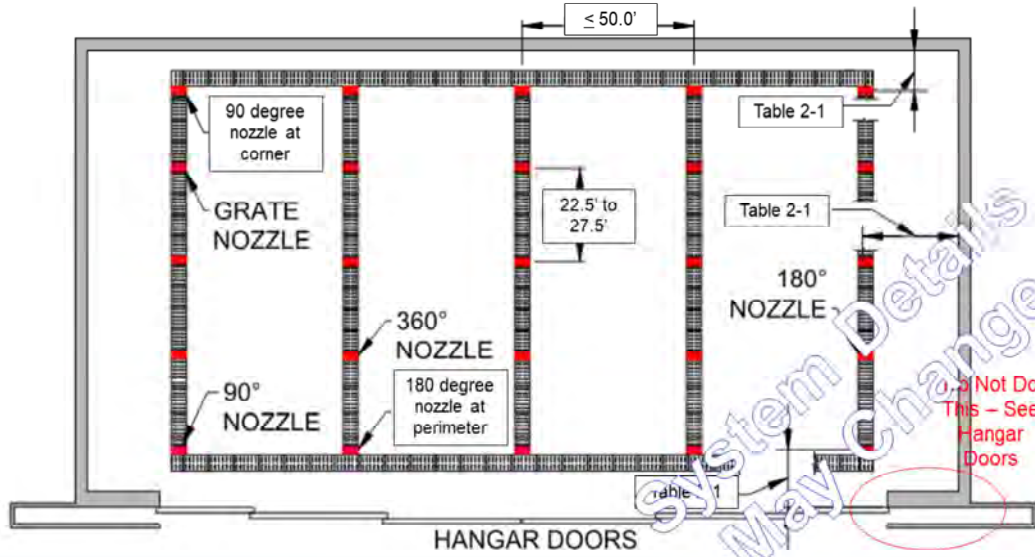 ≤ 50.0'
90 degree
nozzle at
corner
Table 2-1
GRATE
NOZZLE
22.5' to
27.5'
Table 2-1
180°
NOZZLE
360°
NOZZLE
90°
NOZZLE
180 degree
nozzle at
perimeter
Not Do
This – See
Hangar
Doors
Table
System Details
May Change
HANGAR DOORS